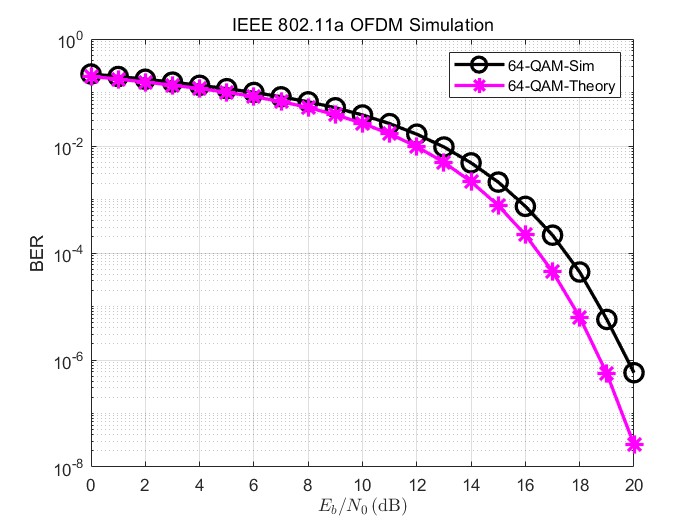 IEEE 802.11a OFDM Simulation
10^0
64-QAM-Sim
64-QAM-Theory
10^-2
10^-4
BER
10^-6
10^-8
0 2 4 6 8 10 12 14 16 18 20
E_b/N_0 (dB)